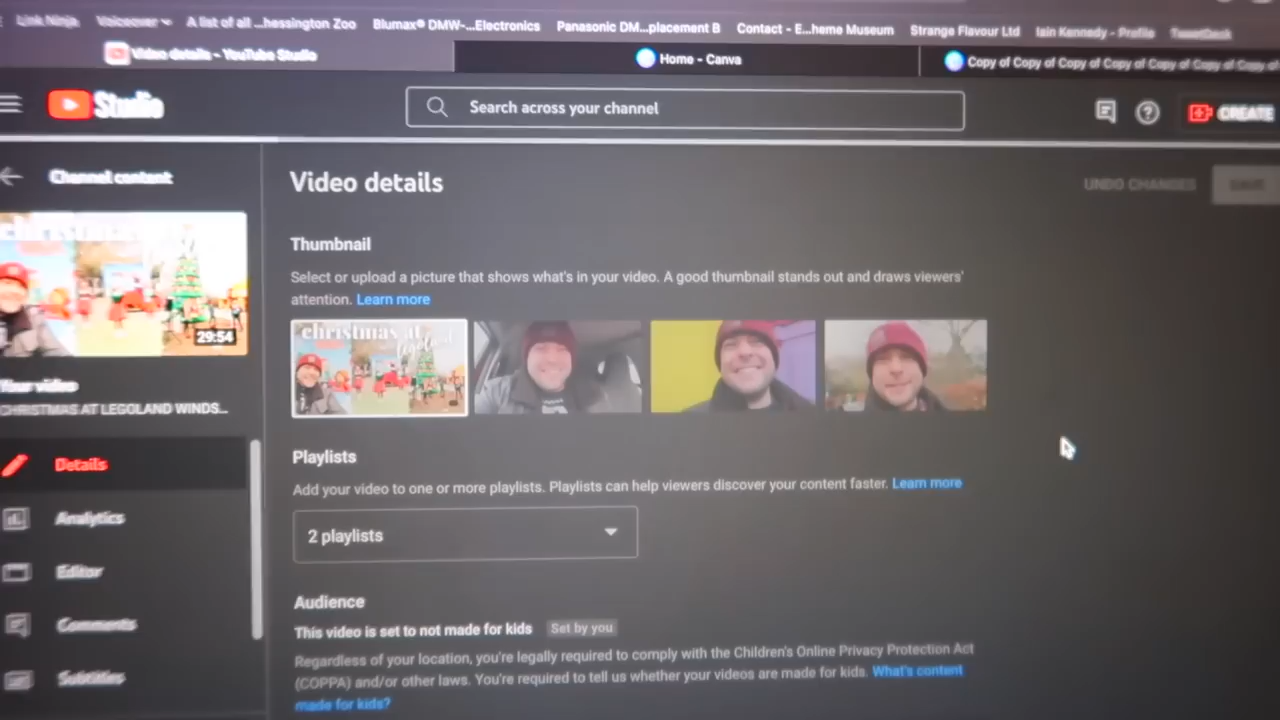 Link Ninja Voiceover A list of all ...hessington Zoo Blumax® DMW-...Electronics Panasonic DM...placement B Contact - E...heme Museum Strange Flavour Ltd Iain Kennedy - Profile TweetDeck
Video details - YouTube Studio Home - Canva Copy of Copy of Copy of Copy of Copy of Copy of Copy of
Studio Search across your channel CREATE
Channel content Video details UNDO CHANGES SAVE
Thumbnail
Select or upload a picture that shows what's in your video. A good thumbnail stands out and draws viewers'
attention. Learn more
christmas at
legoland
29:54
Your video
CHRISTMAS AT LEGOLAND WINDS...
Playlists
Add your video to one or more playlists. Playlists can help viewers discover your content faster. Learn more
2 playlists
Details
Analytics
Editor
Comments
Subtitles
Audience
This video is set to not made for kids Set by you
Regardless of your location, you're legally required to comply with the Children's Online Privacy Protection Act
(COPPA) and/or other laws. You're required to tell us whether your videos are made for kids. What's content
made for kids?